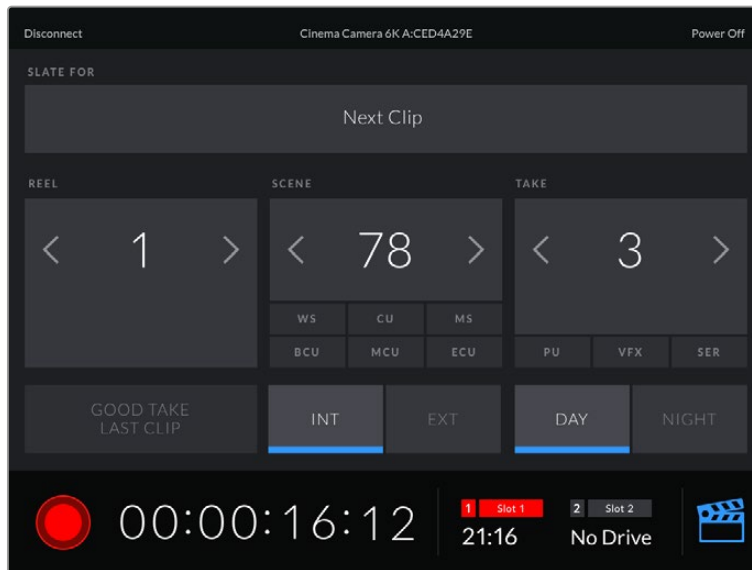 Disconnect Cinema Camera 6K A:CED4A29E Power Off
SLATE FOR
Next Clip
REEL SCENE TAKE
1 78 3
WS CU MS
BCU MCU ECU PU VFX SER
GOOD TAKE
LAST CLIP
INT EXT DAY NIGHT
00:00:16:12
1 Slot 1 2 Slot 2
21:16 No Drive